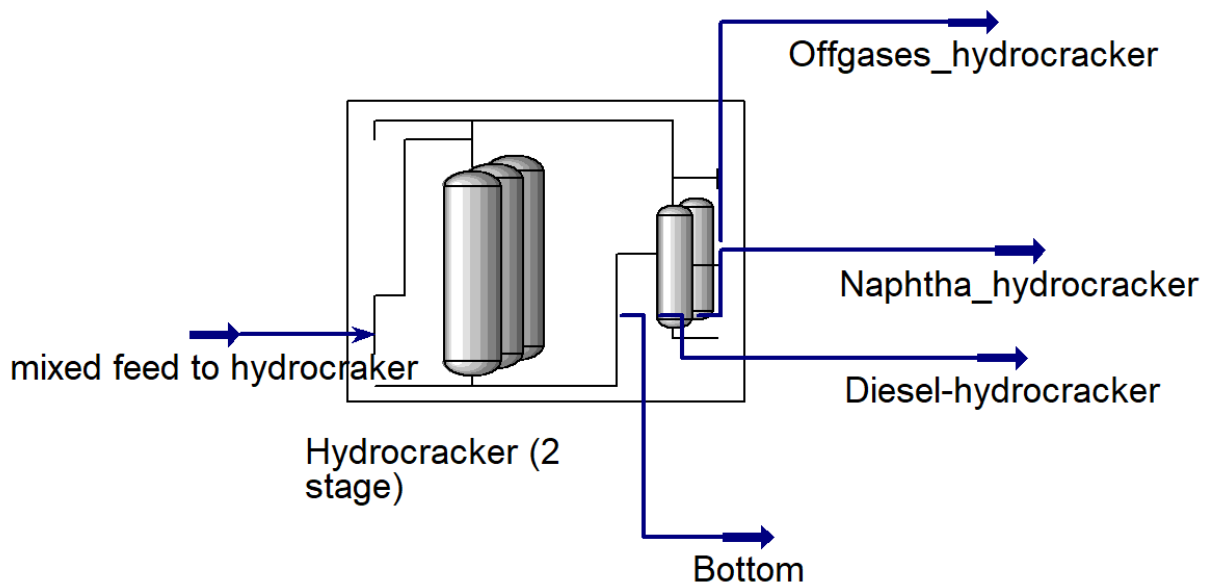 Offgases_hydrocracker
Naphtha_hydrocracker
mixed feed to hydrocraker
Diesel-hydrocracker
Hydrocracker (2
stage)
Bottom